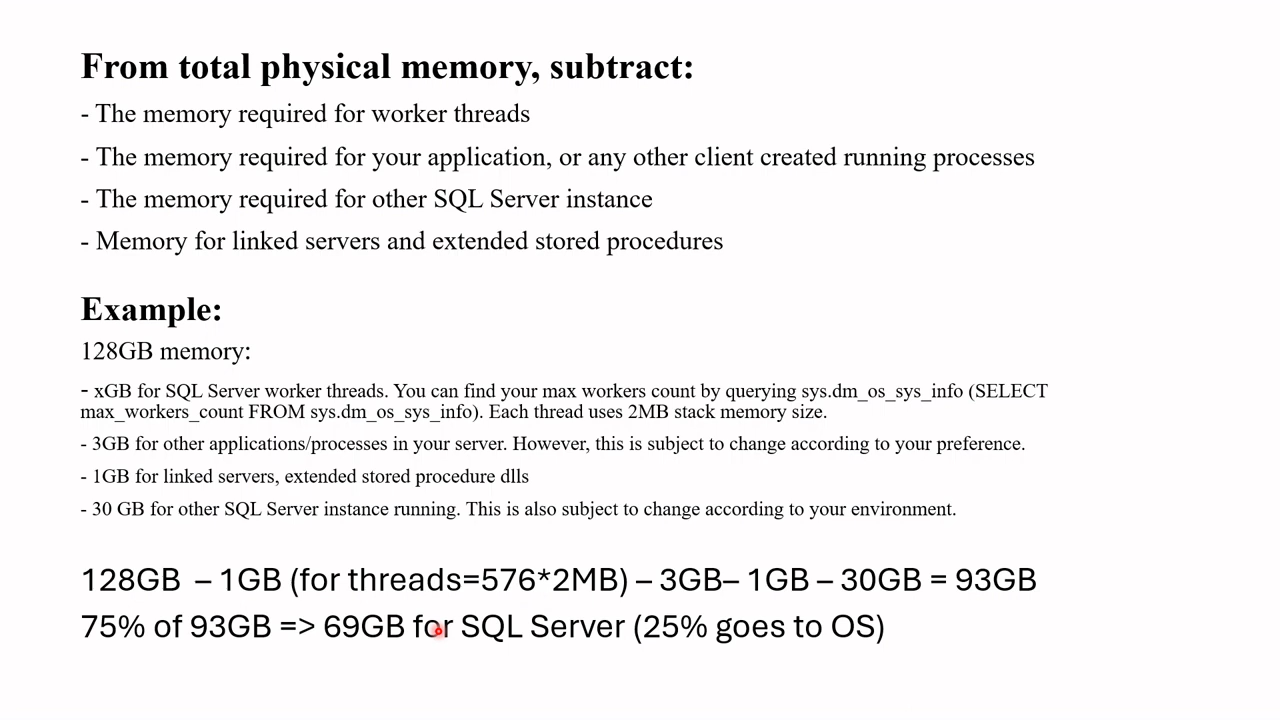 From total physical memory, subtract:
- The memory required for worker threads
- The memory required for your application, or any other client created running processes
- The memory required for other SQL Server instance
- Memory for linked servers and extended stored procedures
Example:
128GB memory:
- xGB for SQL Server worker threads. You can find your max workers count by querying sys.dm_os_sys_info (SELECT
max_workers_count FROM sys.dm_os_sys_info). Each thread uses 2MB stack memory size.
- 3GB for other applications/processes in your server. However, this is subject to change according to your preference.
- 1GB for linked servers, extended stored procedure dlls
- 30 GB for other SQL Server instance running. This is also subject to change according to your environment.
128GB – 1GB (for threads=576*2MB) – 3GB– 1GB – 30GB = 93GB
75% of 93GB => 69GB for SQL Server (25% goes to OS)